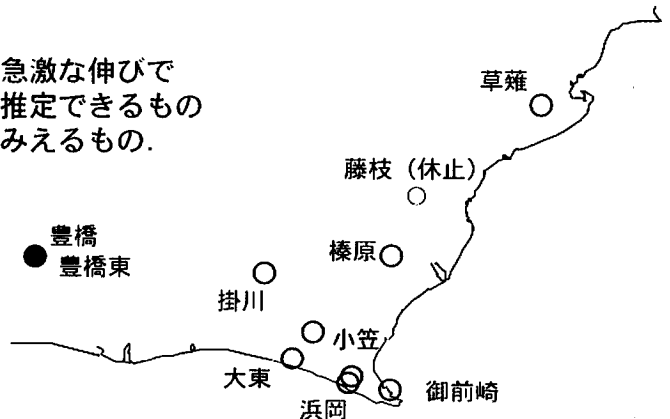 急激な伸びで
推定できるもの
みえるもの.
草薙
藤枝（休止）
豊橋
豊橋東
榛原
掛川
小笠
大東
御前崎
浜岡